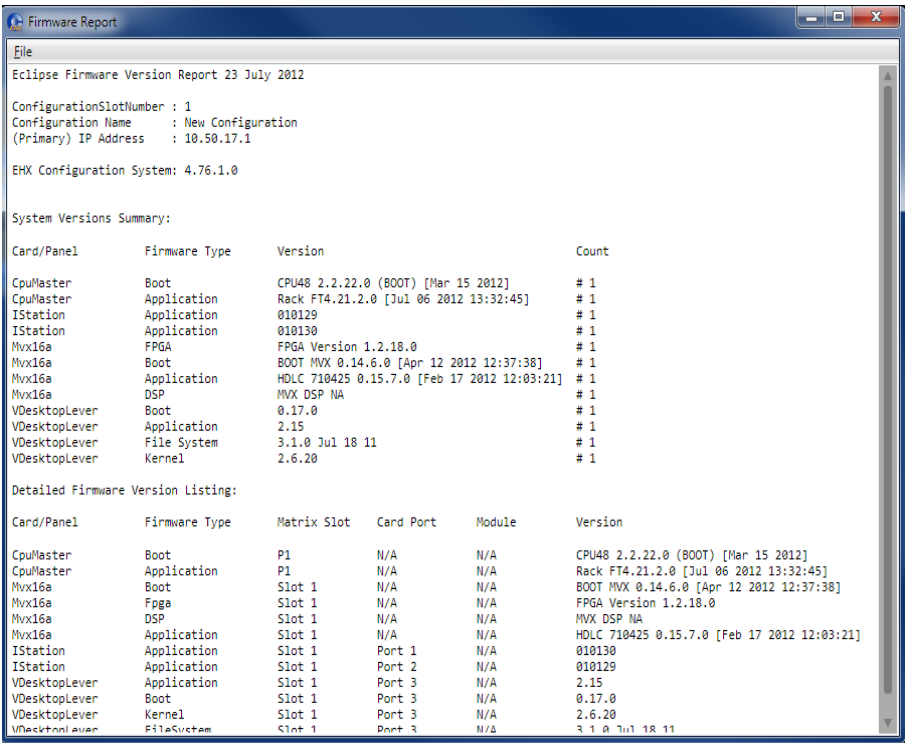 Firmware Report
File
Eclipse Firmware Version Report 23 July 2012
ConfigurationSlotNumber : 1
Configuration Name : New Configuration
(Primary) IP Address : 10.50.17.1
EHX Configuration System: 4.76.1.0
System Versions Summary:
Card/Panel Firmware Type Version Count
CpuMaster Boot CPU48 2.2.22.0 (BOOT) [Mar 15 2012] # 1
CpuMaster Application Rack FT4.21.2.0 [Jul 06 2012 13:32:45] # 1
IStation Application 010129 # 1
IStation Application 010130 # 1
Mvx16a FPGA FPGA Version 1.2.18.0 # 1
Mvx16a Boot BOOT MVX 0.14.6.0 [Apr 12 2012 12:37:38] # 1
Mvx16a Application HDLC 710425 0.15.7.0 [Feb 17 2012 12:03:21] # 1
Mvx16a DSP MVX DSP NA # 1
VDesktopLever Boot 0.17.0 # 1
VDesktopLever Application 2.15 # 1
VDesktopLever File System 3.1.0 Jul 18 11 # 1
VDesktopLever Kernel 2.6.20 # 1
Detailed Firmware Version Listing:
Card/Panel Firmware Type Matrix Slot Card Port Module Version
CpuMaster Boot P1 N/A N/A CPU48 2.2.22.0 (BOOT) [Mar 15 2012]
CpuMaster Application P1 N/A N/A Rack FT4.21.2.0 [Jul 06 2012 13:32:45]
Mvx16a Boot Slot 1 N/A N/A BOOT MVX 0.14.6.0 [Apr 12 2012 12:37:38]
Mvx16a Fpga Slot 1 N/A N/A FPGA Version 1.2.18.0
Mvx16a DSP Slot 1 N/A N/A MVX DSP NA
Mvx16a Application Slot 1 N/A N/A HDLC 710425 0.15.7.0 [Feb 17 2012 12:03:21]
IStation Application Slot 1 Port 1 N/A 010130
IStation Application Slot 1 Port 2 N/A 010129
VDesktopLever Application Slot 1 Port 3 N/A 2.15
VDesktopLever Boot Slot 1 Port 3 N/A 0.17.0
VDesktopLever Kernel Slot 1 Port 3 N/A 2.6.20
VDesktopLever FileSystem Slot 1 Port 3 N/A 3.1.0 Jul 18 11